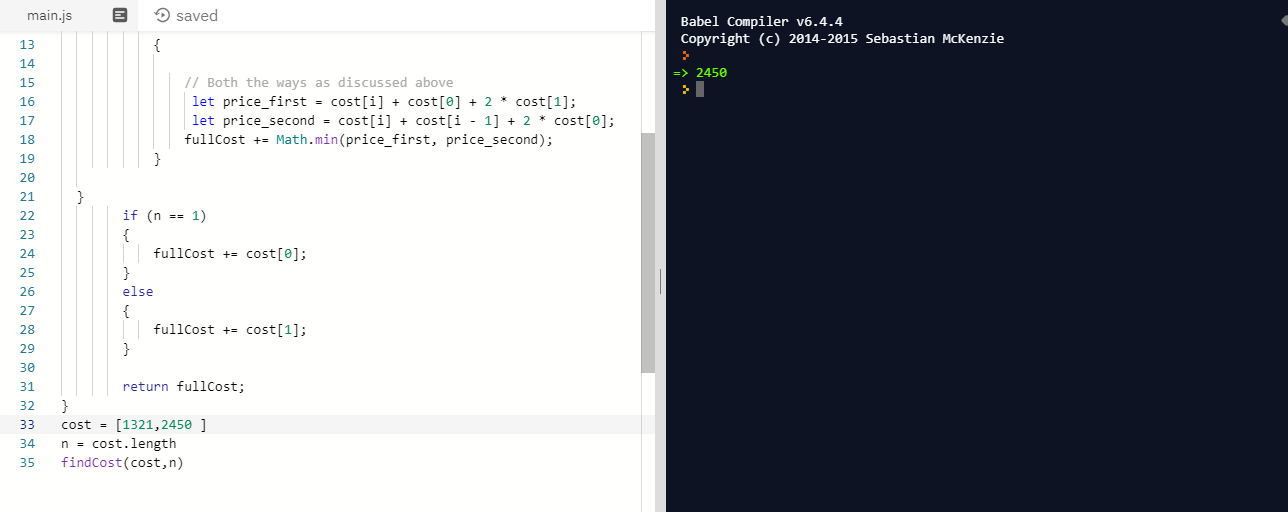 main.js
saved
13 {
14
15 // Both the ways as discussed above
16 let price_first = cost[i] + cost[0] + 2 * cost[1];
17 let price_second = cost[i] + cost[i - 1] + 2 * cost[0];
18 fullCost += Math.min(price_first, price_second);
19 }
20
21 }
22 if (n == 1)
23 {
24 fullCost += cost[0];
25 }
26 else
27 {
28 fullCost += cost[1];
29 }
30
31 return fullCost;
32 }
33 cost = [1321,2450 ]
34 n = cost.length
35 findCost(cost,n)
Babel Compiler v6.4.4
Copyright (c) 2014-2015 Sebastian McKenzie
=> 2450